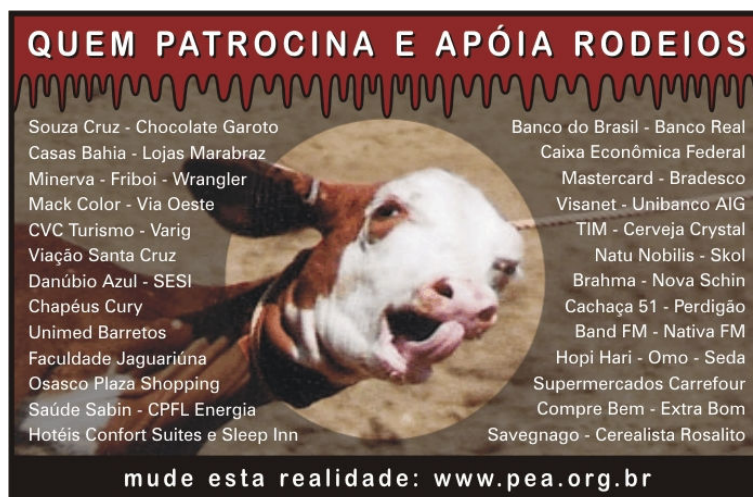 QUEM PATROCINA E APÓIA RODEIOS
Souza Cruz - Chocolate Garoto
Casas Bahia - Lojas Marabraz
Minerva - Friboi - Wrangler
Mack Color - Via Oeste
CVC Turismo - Varig
Viação Santa Cruz
Danúbio Azul - SESI
Chapéus Cury
Unimed Barretos
Faculdade Jaguariúna
Osasco Plaza Shopping
Saúde Sabin - CPFL Energia
Hotéis Confort Suites e Sleep Inn
Banco do Brasil - Banco Real
Caixa Econômica Federal
Mastercard - Bradesco
Visanet - Unibanco AIG
TIM - Cerveja Crystal
Natu Nobilis - Skol
Brahma - Nova Schin
Cachaça 51 - Perdigão
Band FM - Nativa FM
Hopi Hari - Omo - Seda
Supermercados Carrefour
Compre Bem - Extra Bom
Savegnago - Cerealista Rosalito
mude esta realidade: www.pea.org.br